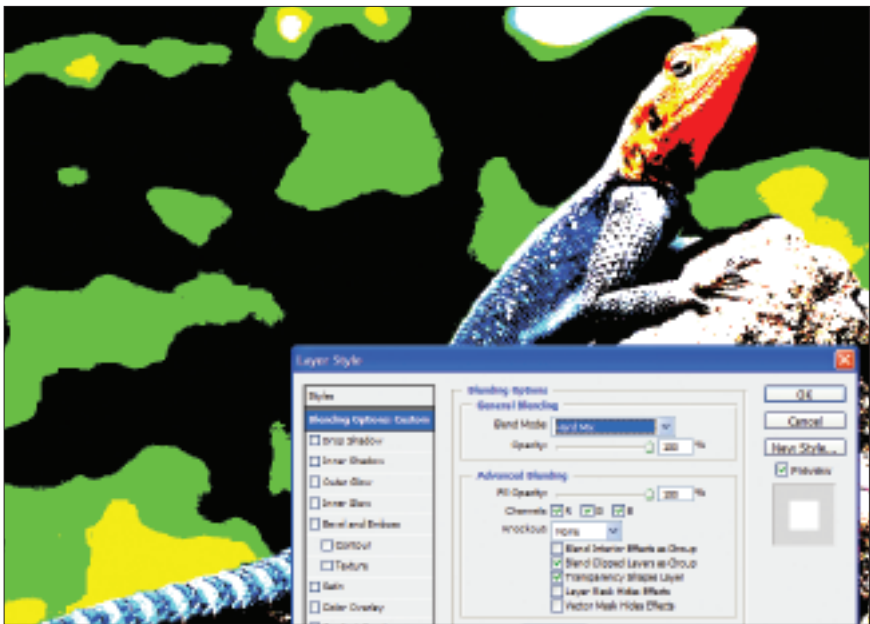 Layer Style
Styles
Blending Options: Custom
Drop Shadow
Inner Shadow
Outer Glow
Inner Glow
Bevel and Emboss
Contour
Texture
Satin
Color Overlay
Blending Options
General Blending
Blend Mode: Hard Mix
Opacity: 100 %
Advanced Blending
Fill Opacity: 100 %
Channels: R G B
Knockout: None
Blend Interior Effects as Group
Blend Clipped Layers as Group
Transparency Shapes Layer
Layer Mask Hides Effects
Vector Mask Hides Effects
OK
Cancel
New Style...
Preview